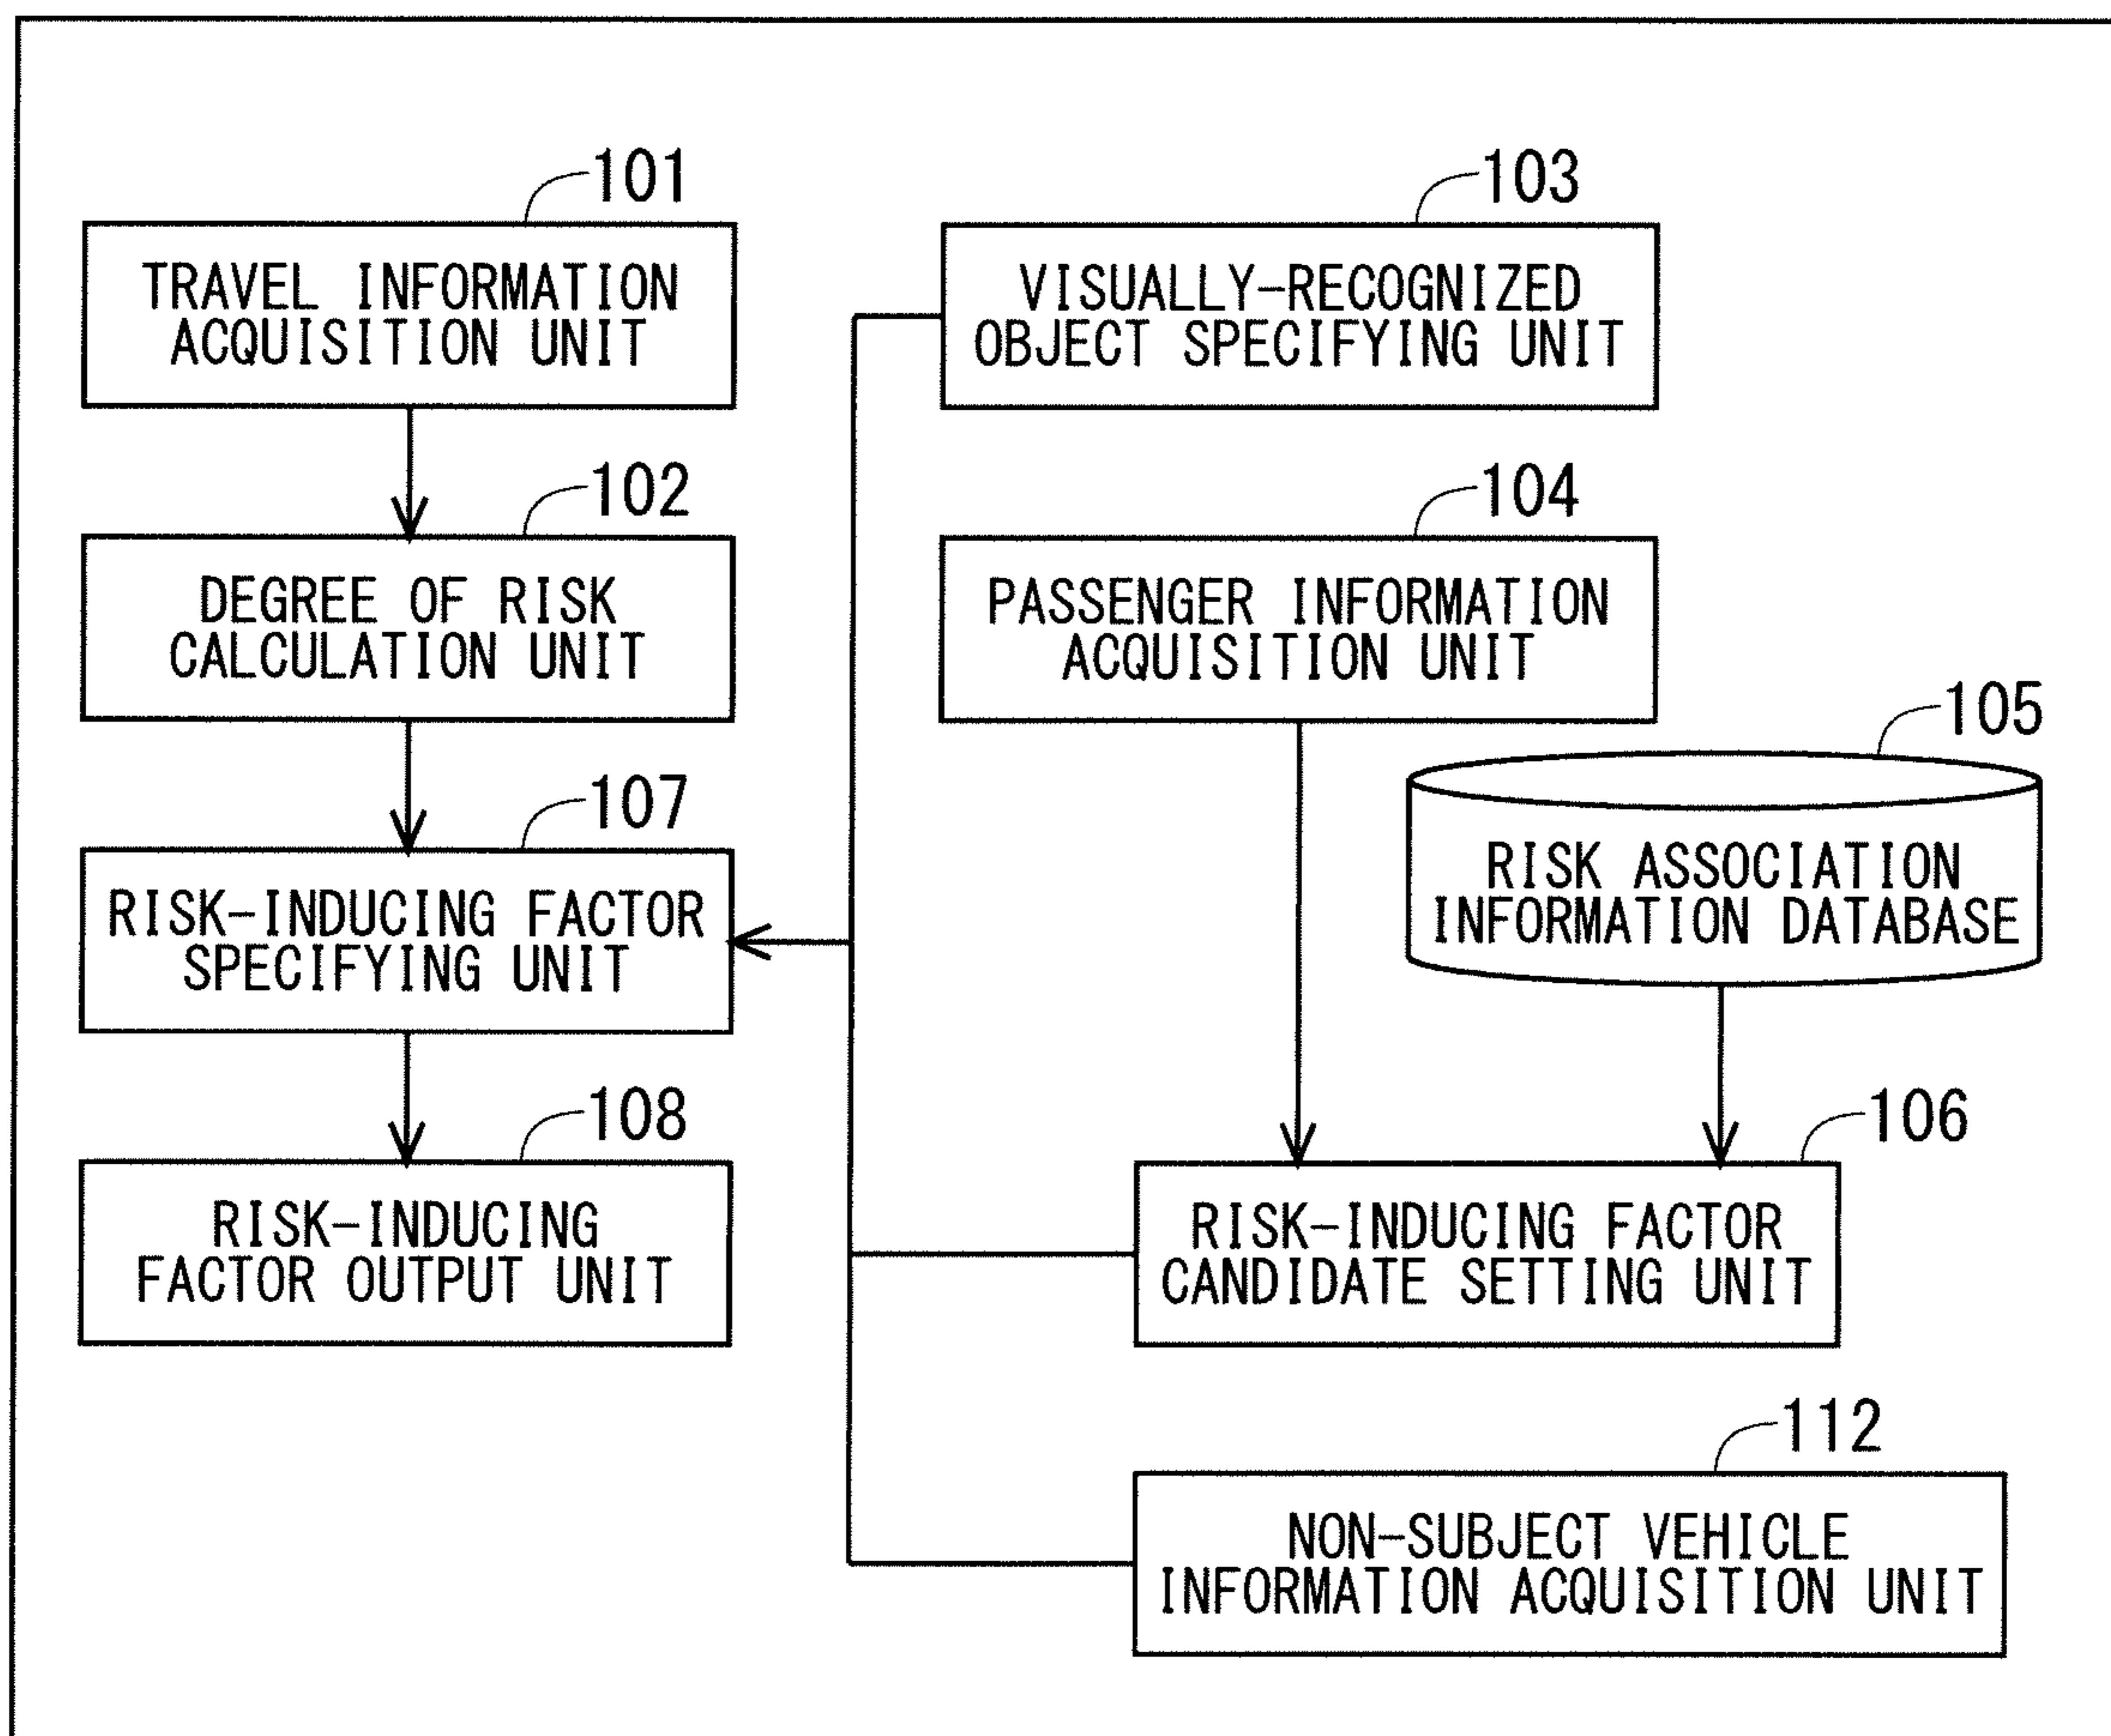 101
TRAVEL INFORMATION
ACQUISITION UNIT
102
DEGREE OF RISK
CALCULATION UNIT
107
RISK-INDUCING FACTOR
SPECIFYING UNIT
108
RISK-INDUCING
FACTOR OUTPUT UNIT
103
VISUALLY-RECOGNIZED
OBJECT SPECIFYING UNIT
104
PASSENGER INFORMATION
ACQUISITION UNIT
105
RISK ASSOCIATION
INFORMATION DATABASE
106
RISK-INDUCING FACTOR
CANDIDATE SETTING UNIT
112
NON-SUBJECT VEHICLE
INFORMATION ACQUISITION UNIT